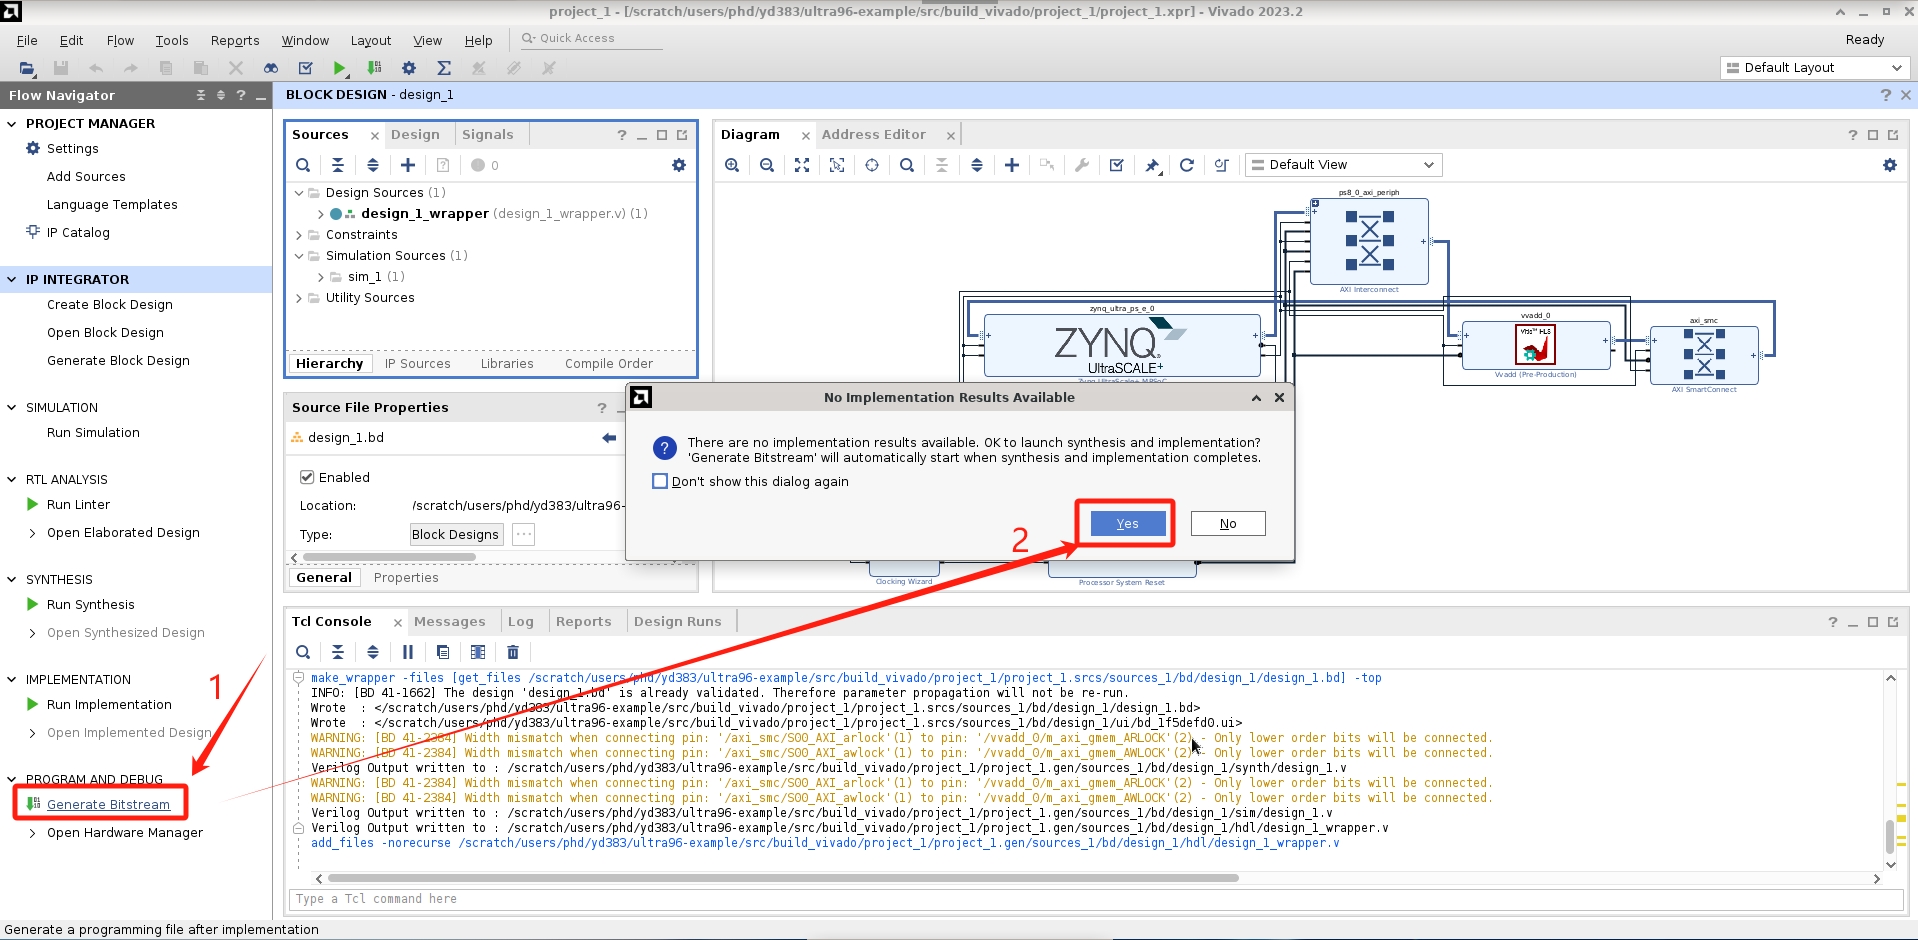 project_1 - [/scratch/users/phd/yd383/ultra96-example/src/build_vivado/project_1/project_1.xpr] - Vivado 2023.2
File Edit Flow Tools Reports Window Layout View Help Quick Access
Ready
Default Layout
Flow Navigator
PROJECT MANAGER
Settings
Add Sources
Language Templates
IP Catalog
IP INTEGRATOR
Create Block Design
Open Block Design
Generate Block Design
SIMULATION
Run Simulation
RTL ANALYSIS
Run Linter
Open Elaborated Design
SYNTHESIS
Run Synthesis
Open Synthesized Design
IMPLEMENTATION
Run Implementation
Open Implemented Design
PROGRAM AND DEBUG
Generate Bitstream
Open Hardware Manager
1
BLOCK DESIGN - design_1
Sources Design Signals
0
Design Sources (1)
design_1_wrapper (design_1_wrapper.v) (1)
Constraints
Simulation Sources (1)
sim_1 (1)
Utility Sources
Hierarchy IP Sources Libraries Compile Order
Source File Properties
design_1.bd
Enabled
Location: /scratch/users/phd/yd383/ultra96-
Type: Block Designs
General Properties
Diagram Address Editor
Default View
ps8_0_axi_periph
AXI Interconnect
zynq_ultra_ps_e_0
ZYNQ
UltraSCALE+
Zynq UltraScale+ MPSoC
vvadd_0
Vitis HLS
Vvadd (Pre-Production)
axi_smc
AXI SmartConnect
Clocking Wizard
Processor System Reset
No Implementation Results Available
There are no implementation results available. OK to launch synthesis and implementation?
'Generate Bitstream' will automatically start when synthesis and implementation completes.
Don't show this dialog again
Yes No
2
Tcl Console Messages Log Reports Design Runs
make_wrapper -files [get_files /scratch/users/phd/yd383/ultra96-example/src/build_vivado/project_1/project_1.srcs/sources_1/bd/design_1/design_1.bd] -top
INFO: [BD 41-1662] The design 'design_1.bd' is already validated. Therefore parameter propagation will not be re-run.
Wrote : </scratch/users/phd/yd383/ultra96-example/src/build_vivado/project_1/project_1.srcs/sources_1/bd/design_1/design_1.bd>
Wrote : </scratch/users/phd/yd383/ultra96-example/src/build_vivado/project_1/project_1.srcs/sources_1/bd/design_1/ui/bd_1f5defd0.ui>
WARNING: [BD 41-2384] Width mismatch when connecting pin: '/axi_smc/S00_AXI_arlock'(1) to pin: '/vvadd_0/m_axi_gmem_ARLOCK'(2) - Only lower order bits will be connected.
WARNING: [BD 41-2384] Width mismatch when connecting pin: '/axi_smc/S00_AXI_awlock'(1) to pin: '/vvadd_0/m_axi_gmem_AWLOCK'(2) - Only lower order bits will be connected.
Verilog Output written to : /scratch/users/phd/yd383/ultra96-example/src/build_vivado/project_1/project_1.gen/sources_1/bd/design_1/synth/design_1.v
WARNING: [BD 41-2384] Width mismatch when connecting pin: '/axi_smc/S00_AXI_arlock'(1) to pin: '/vvadd_0/m_axi_gmem_ARLOCK'(2) - Only lower order bits will be connected.
WARNING: [BD 41-2384] Width mismatch when connecting pin: '/axi_smc/S00_AXI_awlock'(1) to pin: '/vvadd_0/m_axi_gmem_AWLOCK'(2) - Only lower order bits will be connected.
Verilog Output written to : /scratch/users/phd/yd383/ultra96-example/src/build_vivado/project_1/project_1.gen/sources_1/bd/design_1/sim/design_1.v
Verilog Output written to : /scratch/users/phd/yd383/ultra96-example/src/build_vivado/project_1/project_1.gen/sources_1/bd/design_1/hdl/design_1_wrapper.v
add_files -norecurse /scratch/users/phd/yd383/ultra96-example/src/build_vivado/project_1/project_1.gen/sources_1/bd/design_1/hdl/design_1_wrapper.v
Type a Tcl command here
Generate a programming file after implementation